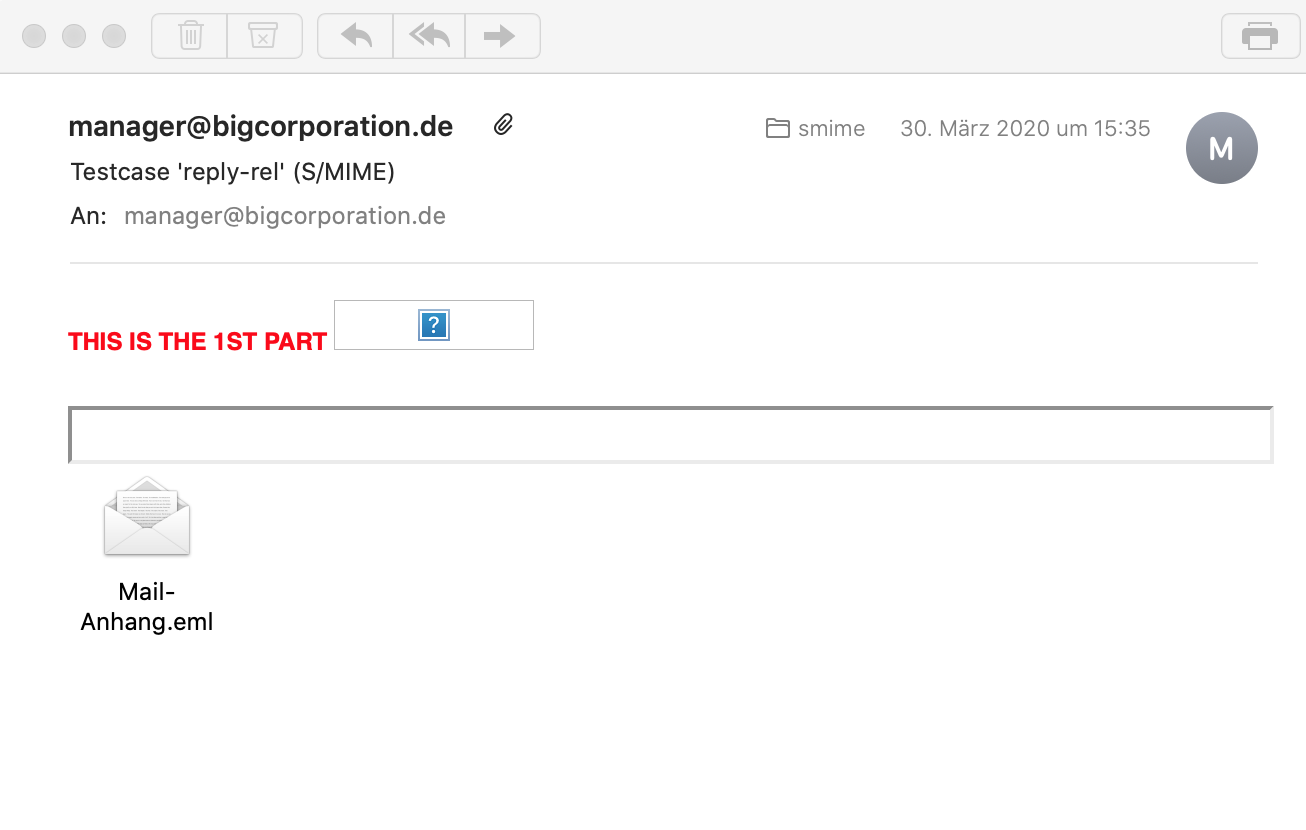 manager@bigcorporation.de
smime 30. März 2020 um 15:35
M
Testcase 'reply-rel' (S/MIME)
An: manager@bigcorporation.de
THIS IS THE 1ST PART
?
Mail-
Anhang.eml